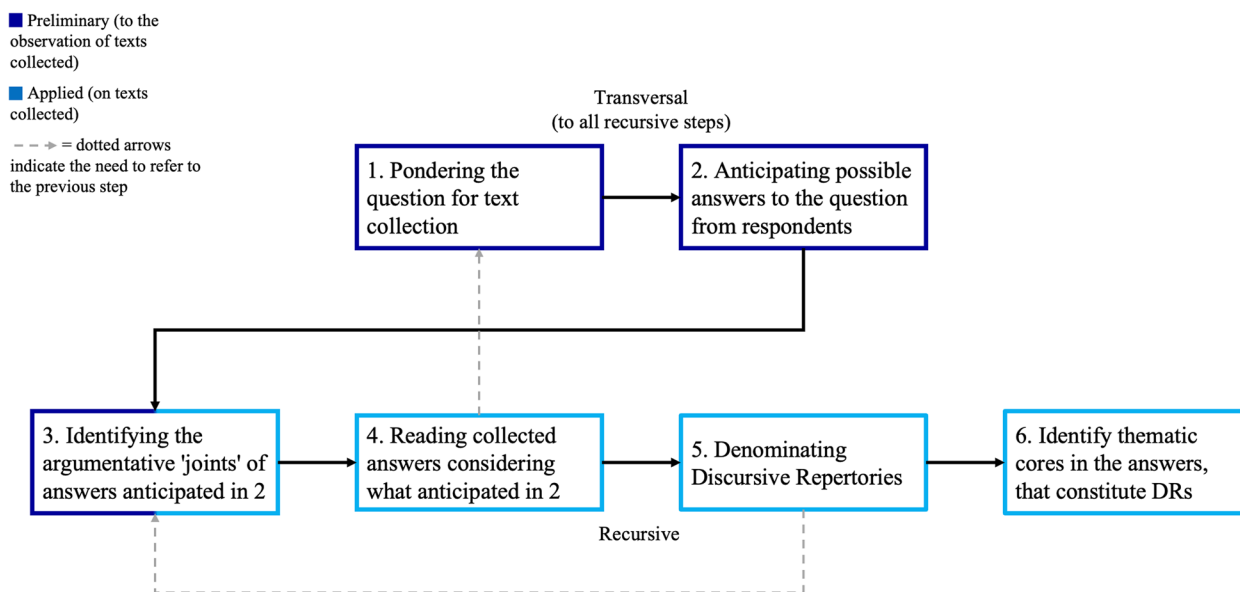 Preliminary (to the
observation of texts
collected)
Applied (on texts
collected)
= dotted arrows
indicate the need to refer to
the previous step
Transversal
(to all recursive steps)
1. Pondering the
question for text
collection
2. Anticipating possible
answers to the question
from respondents
3. Identifying the
argumentative 'joints' of
answers anticipated in 2
4. Reading collected
answers considering
what anticipated in 2
5. Denominating
Discursive Repertories
6. Identify thematic
cores in the answers,
that constitute DRs
Recursive